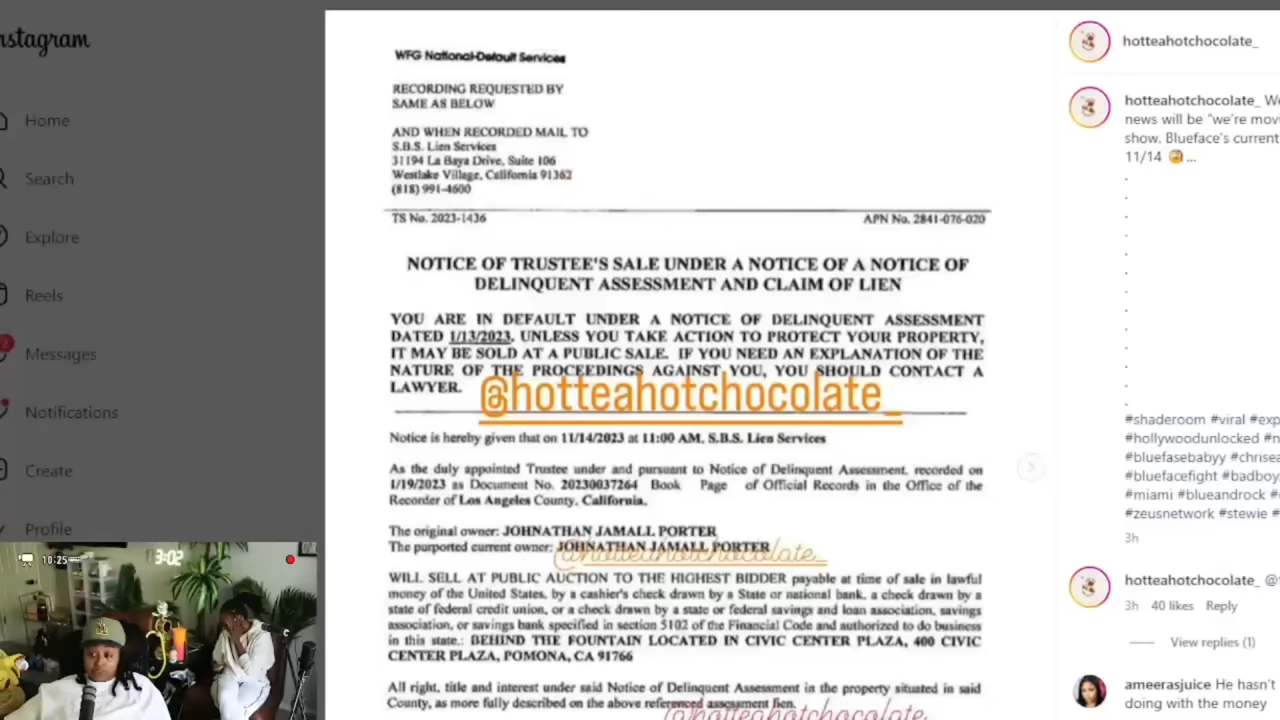 nstagram
Home
Search
Explore
Reels
2
Messages
Notifications
Create
Profile
WFG National-Default Services
RECORDING REQUESTED BY
SAME AS BELOW
AND WHEN RECORDED MAIL TO
S.B.S. Lien Services
31194 La Baya Drive, Suite 106
Westlake Village, California 91362
(818) 991-4600
TS No. 2023-1436
APN No. 2841-076-020
NOTICE OF TRUSTEE'S SALE UNDER A NOTICE OF A NOTICE OF
DELINQUENT ASSESSMENT AND CLAIM OF LIEN
YOU ARE IN DEFAULT UNDER A NOTICE OF DELINQUENT ASSESSMENT
DATED 1/13/2023. UNLESS YOU TAKE ACTION TO PROTECT YOUR PROPERTY,
IT MAY BE SOLD AT A PUBLIC SALE. IF YOU NEED AN EXPLANATION OF THE
NATURE OF THE PROCEEDINGS AGAINST YOU, YOU SHOULD CONTACT A
LAWYER.
@hotteahotchocolate_
Notice is hereby given that on 11/14/2023 at 11:00 AM, S.B.S. Lien Services
As the duly appointed Trustee under and pursuant to Notice of Delinquent Assessment, recorded on
1/19/2023 as Document No. 20230037264 Book Page of Official Records in the Office of the
Recorder of Los Angeles County, California,
The original owner: JOHNATHAN JAMALL PORTER
The purported current owner: JOHNATHAN JAMALL PORTER
@hotteahotchocolate_
WILL SELL AT PUBLIC AUCTION TO THE HIGHEST BIDDER payable at time of sale in lawful
money of the United States, by a cashier's check drawn by a State or national bank, a check drawn by a
state of federal credit union, or a check drawn by a state or federal savings and loan association, savings
association, or savings bank specified in section 5102 of the Financial Code and authorized to do business
in this state.: BEHIND THE FOUNTAIN LOCATED IN CIVIC CENTER PLAZA, 400 CIVIC
CENTER PLAZA, POMONA, CA 91766
All right, title and interest under said Notice of Delinquent Assessment in the property situated in said
County, as more fully described on the above referenced assessment lien.
@hotteahotchocolate
hotteahotchocolate_
hotteahotchocolate_ We
news will be "we're movi
show. Blueface's current
11/14 ...
.
.
.
.
.
.
.
.
.
.
.
.
.
#shaderoom #viral #exp
#hollywoodunlocked #n
#bluefasebabyy #chrisea
#bluefacefight #badboy
#miami #blueandrock #
#zeusnetwork #stewie #
3h
hotteahotchocolate_ @
3h 40 likes Reply
View replies (1)
ameerasjuice He hasn't
doing with the money
10:25
3:02